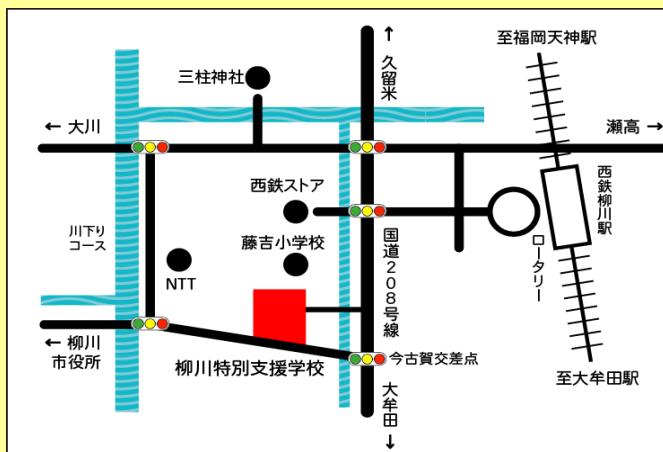 至福岡天神駅
↑
久留米
三柱神社
← 大川
瀬高 →
西鉄ストア
西鉄柳川駅
川下り
コース
藤吉小学校
国道208号線
ロータリー
NTT
← 柳川
市役所
柳川特別支援学校
今古賀交差点
至大牟田駅
大牟田
↓